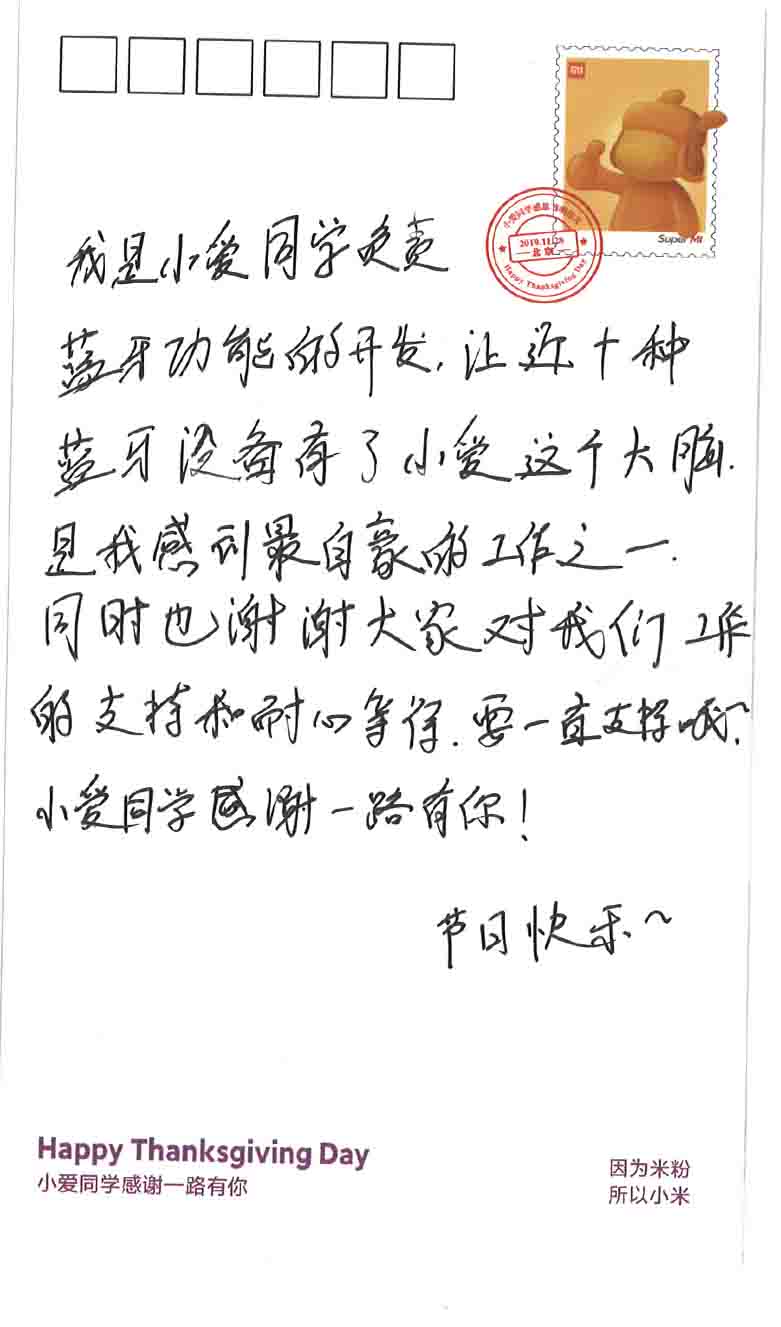 MI
Super MI
小爱同学感恩
2019.11.28
北京
Happy Thanksgiving Day
我是小爱同学负责
蓝牙功能的开发,让近十种
蓝牙设备有了小爱这个大脑.
是我感到最自豪的工作之一.
同时也谢谢大家对我们工作
的支持和耐心等待.要一直支持哦~
小爱同学感谢一路有你!
节日快乐~
Happy Thanksgiving Day
小爱同学感谢一路有你
因为米粉
所以小米